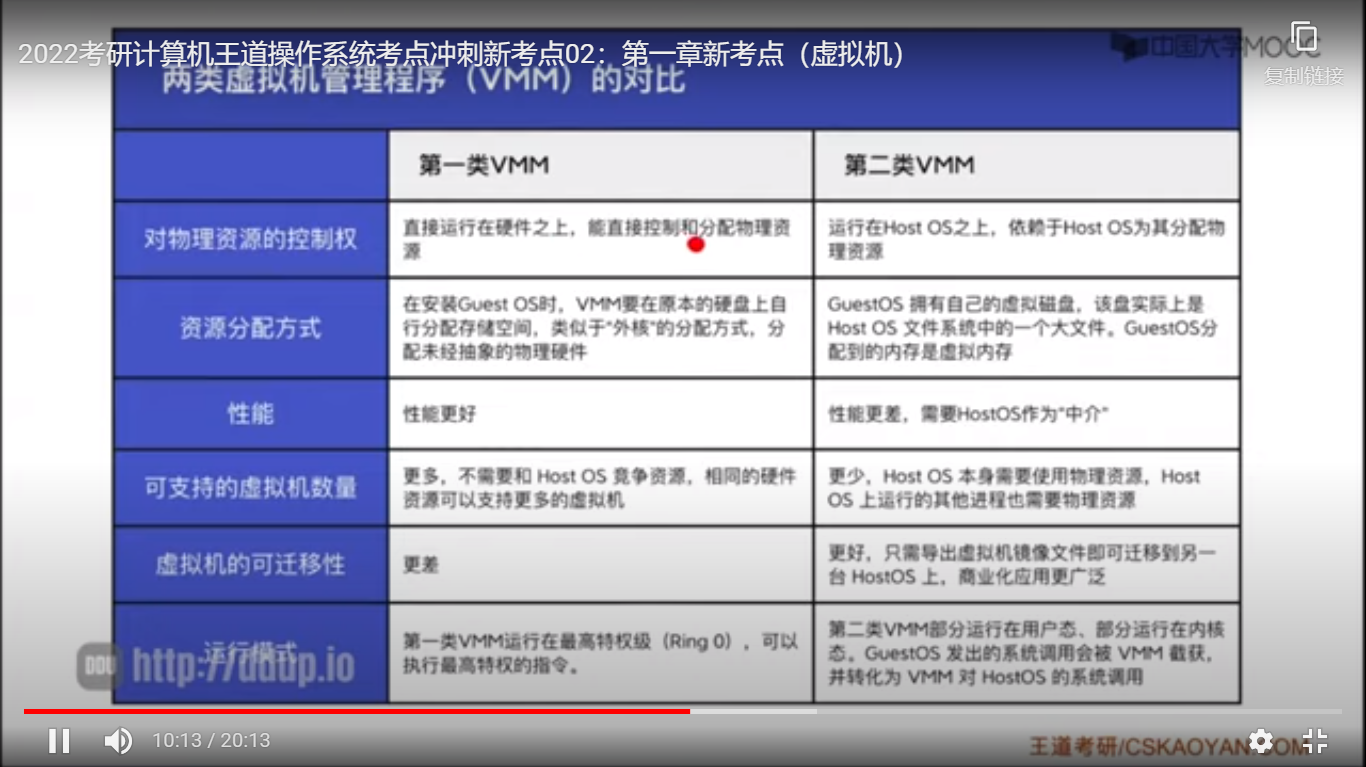 2022考研计算机王道操作系统考点冲刺新考点02：第一章新考点（虚拟机）
中国大学MOOC
复制链接
两类虚拟机管理程序（VMM）的对比
第一类VMM
第二类VMM
对物理资源的控制权
直接运行在硬件之上，能直接控制和分配物理资
源
运行在Host OS之上，依赖于Host OS为其分配物
理资源
资源分配方式
在安装Guest OS时，VMM要在原本的硬盘上自
行分配存储空间，类似于“外核”的分配方式，分
配未经抽象的物理硬件
GuestOS 拥有自己的虚拟磁盘，该盘实际上是
Host OS 文件系统中的一个大文件。GuestOS分
配到的内存是虚拟内存
性能
性能更好
性能更差，需要HostOS作为“中介”
可支持的虚拟机数量
更多，不需要和 Host OS 竞争资源，相同的硬件
资源可以支持更多的虚拟机
更少，Host OS 本身需要使用物理资源，Host
OS 上运行的其他进程也需要物理资源
虚拟机的可迁移性
更差
更好，只需导出虚拟机镜像文件即可迁移到另一
台 HostOS 上，商业化应用更广泛
运行模式
第一类VMM运行在最高特权级（Ring 0），可以
执行最高特权的指令。
第二类VMM部分运行在用户态、部分运行在内核
态。GuestOS 发出的系统调用会被 VMM 截获，
并转化为 VMM 对 HostOS 的系统调用
http://ddup.io
10:13 / 20:13
王道考研/CSKAOYAN.COM